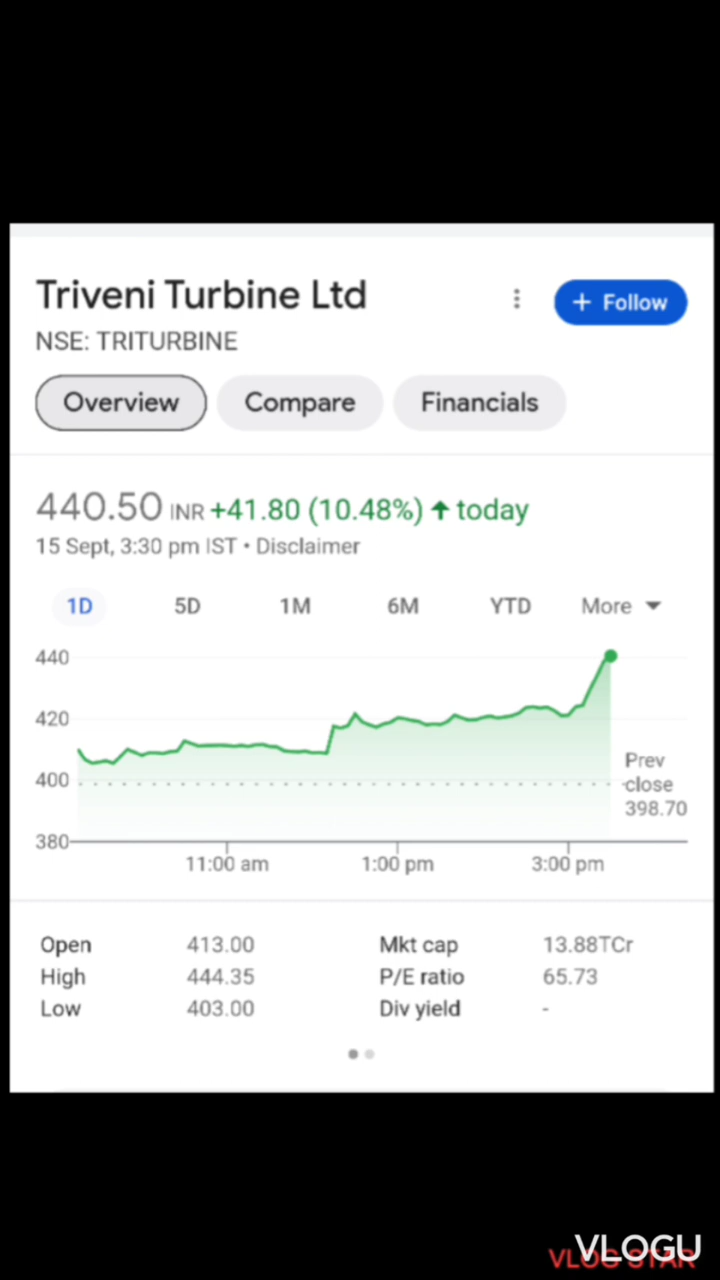 Triveni Turbine Ltd
+ Follow
NSE: TRITURBINE
Overview Compare Financials
440.50 INR +41.80 (10.48%) ↑ today
15 Sept, 3:30 pm IST • Disclaimer
1D 5D 1M 6M YTD More
440
420
400
380
Prev
close
398.70
11:00 am 1:00 pm 3:00 pm
Open 413.00 Mkt cap 13.88TCr
High 444.35 P/E ratio 65.73
Low 403.00 Div yield -
VLOGU
VLOG STAR